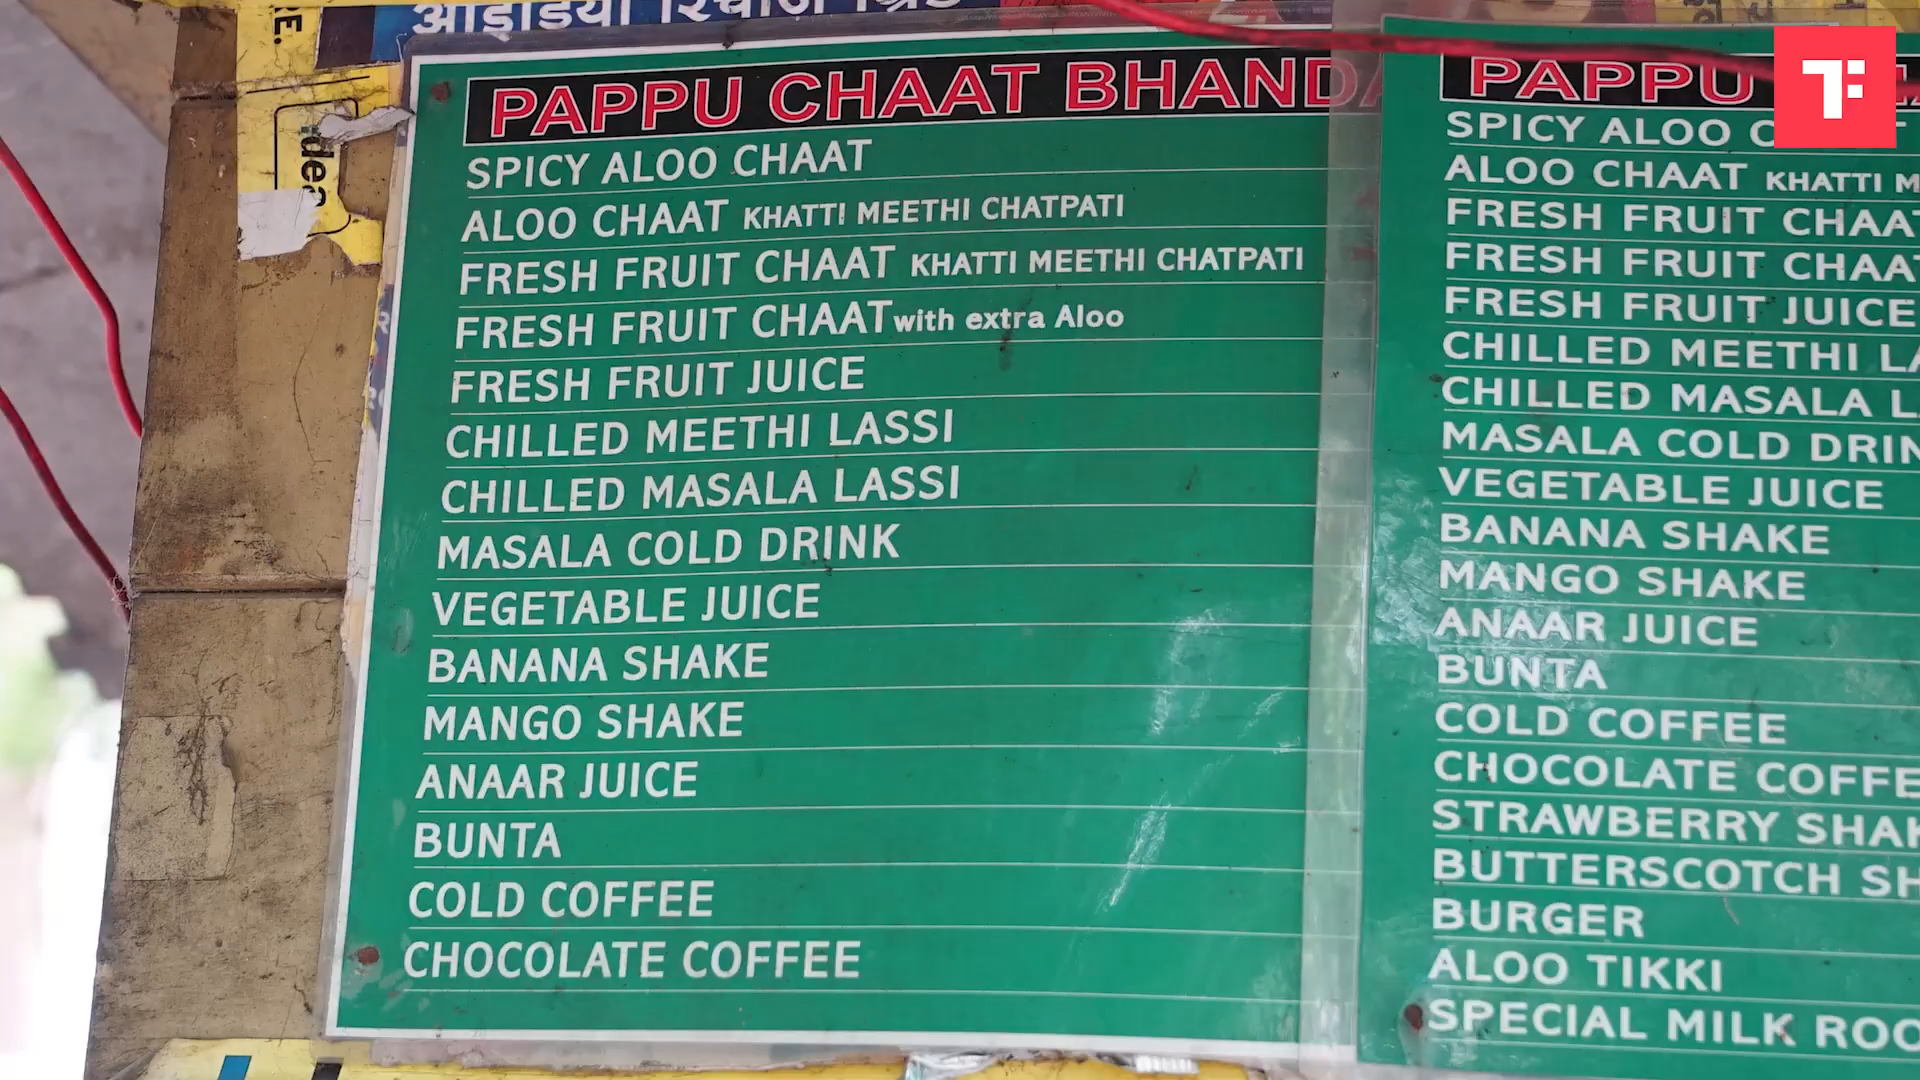 RE.
आइडिया रिचार्ज
idea
PAPPU CHAAT BHANDA
SPICY ALOO CHAAT
ALOO CHAAT KHATTI MEETHI CHATPATI
FRESH FRUIT CHAAT KHATTI MEETHI CHATPATI
FRESH FRUIT CHAAT with extra Aloo
FRESH FRUIT JUICE
CHILLED MEETHI LASSI
CHILLED MASALA LASSI
MASALA COLD DRINK
VEGETABLE JUICE
BANANA SHAKE
MANGO SHAKE
ANAAR JUICE
BUNTA
COLD COFFEE
CHOCOLATE COFFEE
PAPPU
SPICY ALOO C
ALOO CHAAT KHATTI M
FRESH FRUIT CHAAT
FRESH FRUIT CHAAT
FRESH FRUIT JUICE
CHILLED MEETHI LA
CHILLED MASALA L
MASALA COLD DRIN
VEGETABLE JUICE
BANANA SHAKE
MANGO SHAKE
ANAAR JUICE
BUNTA
COLD COFFEE
CHOCOLATE COFFE
STRAWBERRY SHAK
BUTTERSCOTCH SH
BURGER
ALOO TIKKI
SPECIAL MILK ROO